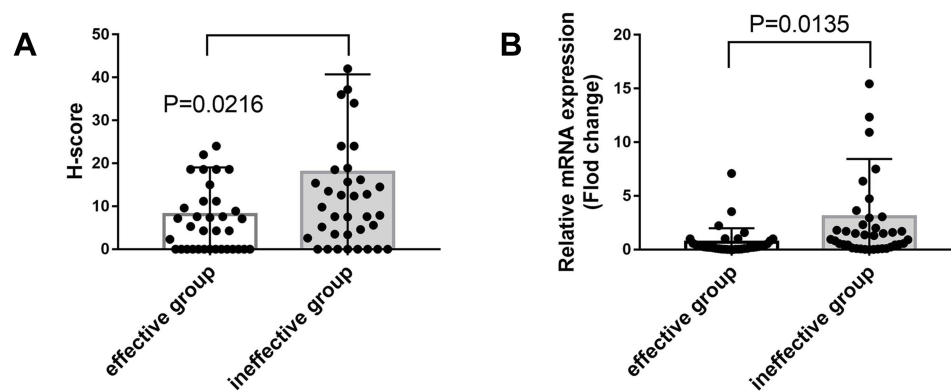 A
H-score
50
40
30
20
10
0
P=0.0216
effective group
ineffective group
B
Relative mRNA expression
(Flod change)
20
15
10
5
0
P=0.0135
effective group
ineffective group